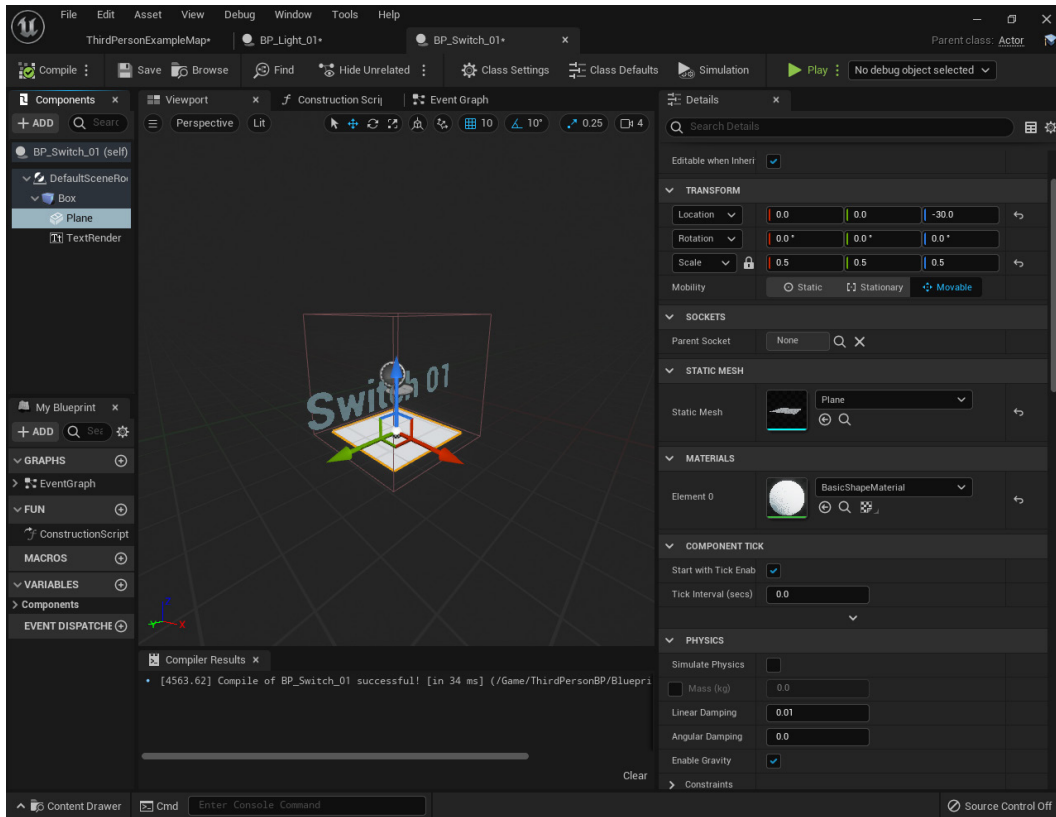 File Edit Asset View Debug Window Tools Help
ThirdPersonExampleMap• BP_Light_01• BP_Switch_01•
Parent class: Actor
Compile Save Browse Find Hide Unrelated Class Settings Class Defaults Simulation Play No debug object selected
Components Viewport Construction Scrip Event Graph Details
+ ADD Searc Perspective Lit 10 10° 0.25 4 Search Details
BP_Switch_01 (self)
DefaultSceneRo
Box
Plane
TextRender
Switch 01
My Blueprint
+ ADD Sea
GRAPHS
EventGraph
FUN
ConstructionScript
MACROS
VARIABLES
Components
EVENT DISPATCHE
Compiler Results
• [4563.62] Compile of BP_Switch_01 successful! [in 34 ms] (/Game/ThirdPersonBP/Bluepri
Clear
Editable when Inheri
TRANSFORM
Location 0.0 0.0 -30.0
Rotation 0.0 ° 0.0 ° 0.0 °
Scale 0.5 0.5 0.5
Mobility Static Stationary Movable
SOCKETS
Parent Socket None
STATIC MESH
Static Mesh Plane
MATERIALS
Element 0 BasicShapeMaterial
COMPONENT TICK
Start with Tick Enab
Tick Interval (secs) 0.0
PHYSICS
Simulate Physics
Mass (kg) 0.0
Linear Damping 0.01
Angular Damping 0.0
Enable Gravity
Constraints
Content Drawer Cmd Enter Console Command Source Control Off